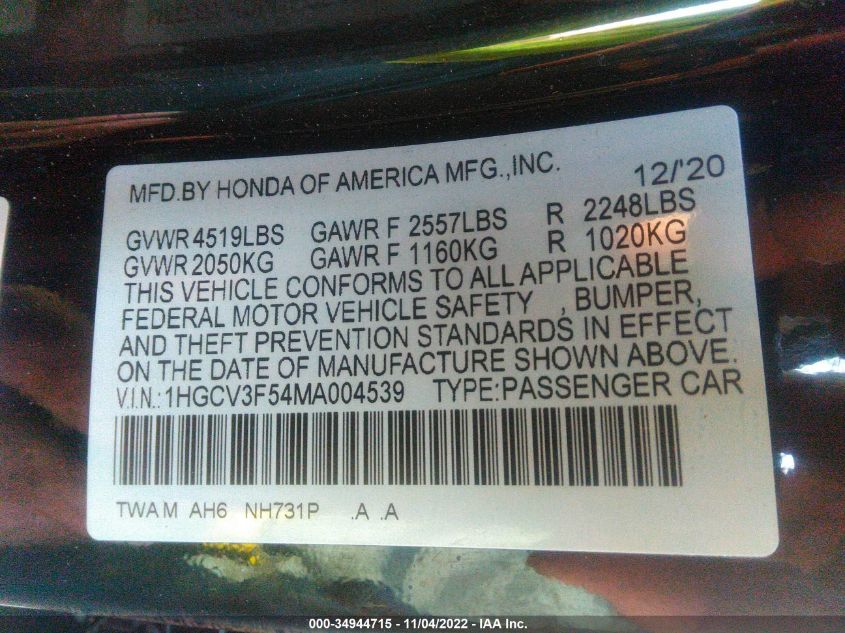 MFD.BY HONDA OF AMERICA MFG.,INC. 12/'20
GVWR 4519LBS GAWR F 2557LBS R 2248LBS
GVWR 2050KG GAWR F 1160KG R 1020KG
THIS VEHICLE CONFORMS TO ALL APPLICABLE
FEDERAL MOTOR VEHICLE SAFETY , BUMPER,
AND THEFT PREVENTION STANDARDS IN EFFECT
ON THE DATE OF MANUFACTURE SHOWN ABOVE.
V.I.N.:1HGCV3F54MA004539 TYPE:PASSENGER CAR
TWA M AH6 NH731P .A .A
000-34944715 - 11/04/2022 - IAA Inc.